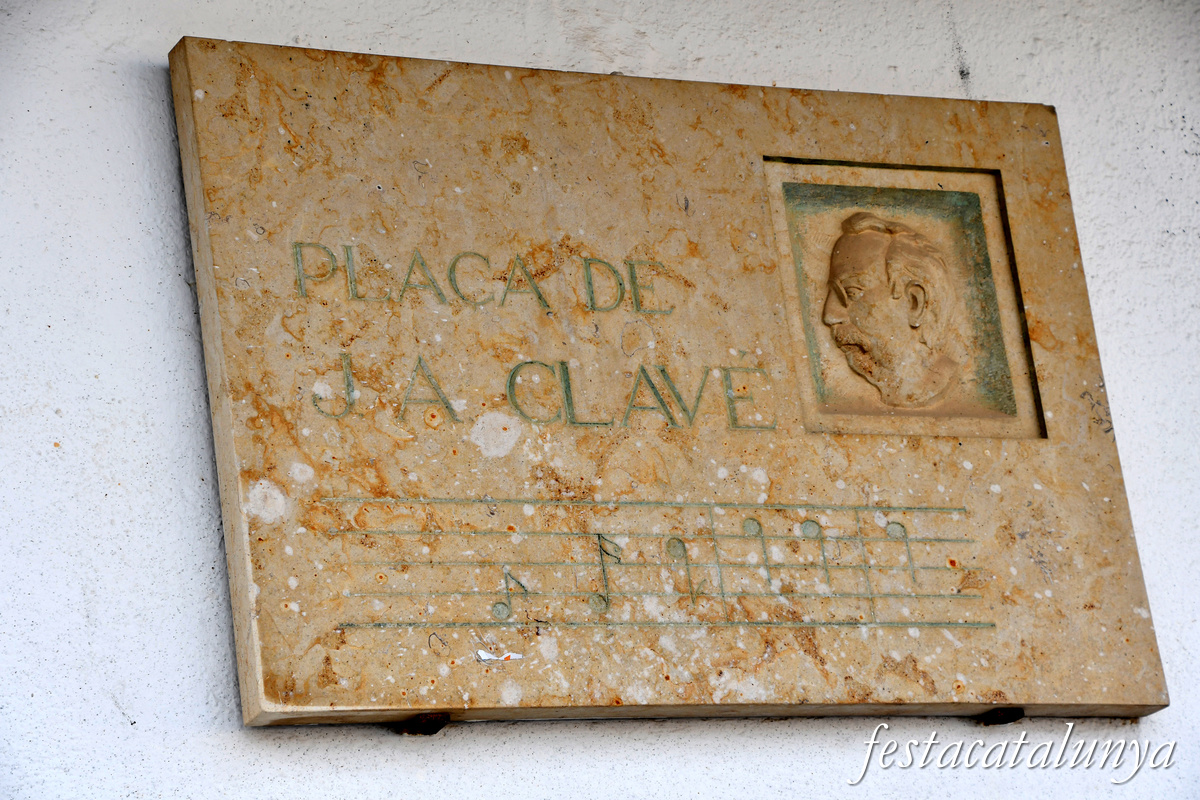 PLAÇA DE
J. A. CLAVÉ
festacatalunya